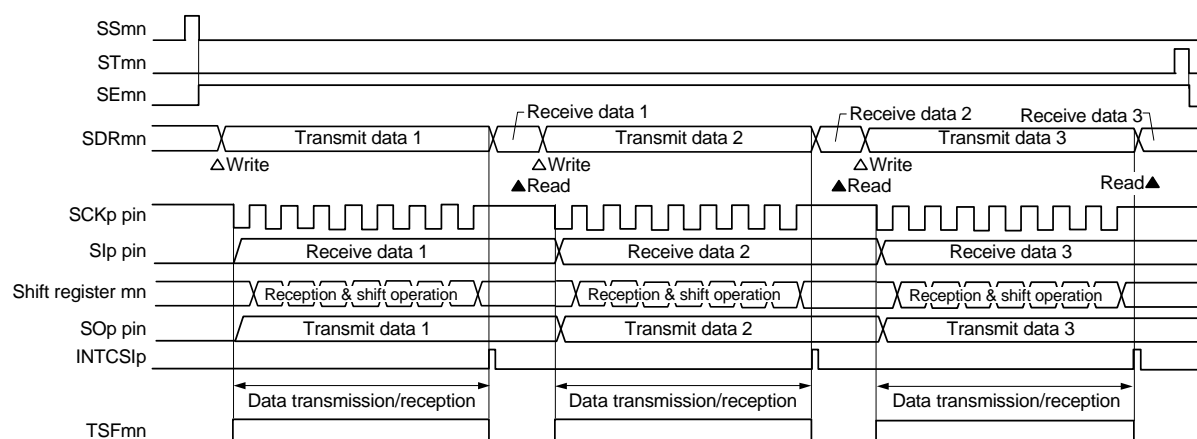 SSmn
STmn
SEmn
Receive data 1
Receive data 2
Receive data 3
SDRmn
Transmit data 1
Transmit data 2
Transmit data 3
△Write
△Write
△Write
▲Read
▲Read
Read▲
SCKp pin
SIp pin
Receive data 1
Receive data 2
Receive data 3
Shift register mn
Reception & shift operation
Reception & shift operation
Reception & shift operation
SOp pin
Transmit data 1
Transmit data 2
Transmit data 3
INTCSIp
Data transmission/reception
Data transmission/reception
Data transmission/reception
TSFmn